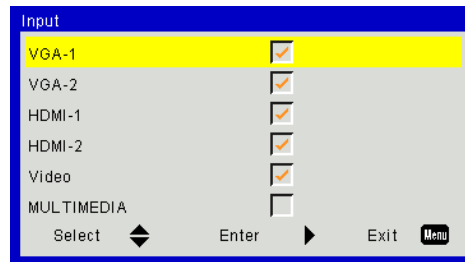 Input
VGA-1
VGA-2
HDMI-1
HDMI-2
Video
MULTIMEDIA
Select Enter Exit Menu